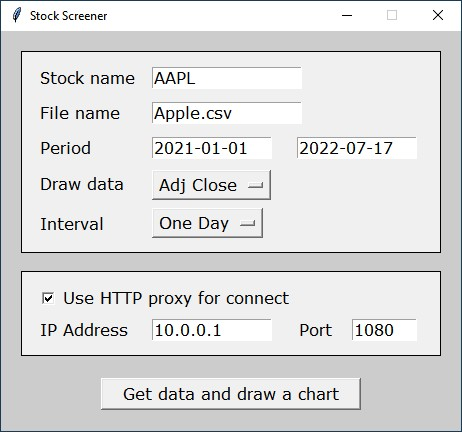 Stock Screener
Stock name AAPL
File name Apple.csv
Period 2021-01-01 2022-07-17
Draw data Adj Close
Interval One Day
Use HTTP proxy for connect
IP Address 10.0.0.1 Port 1080
Get data and draw a chart